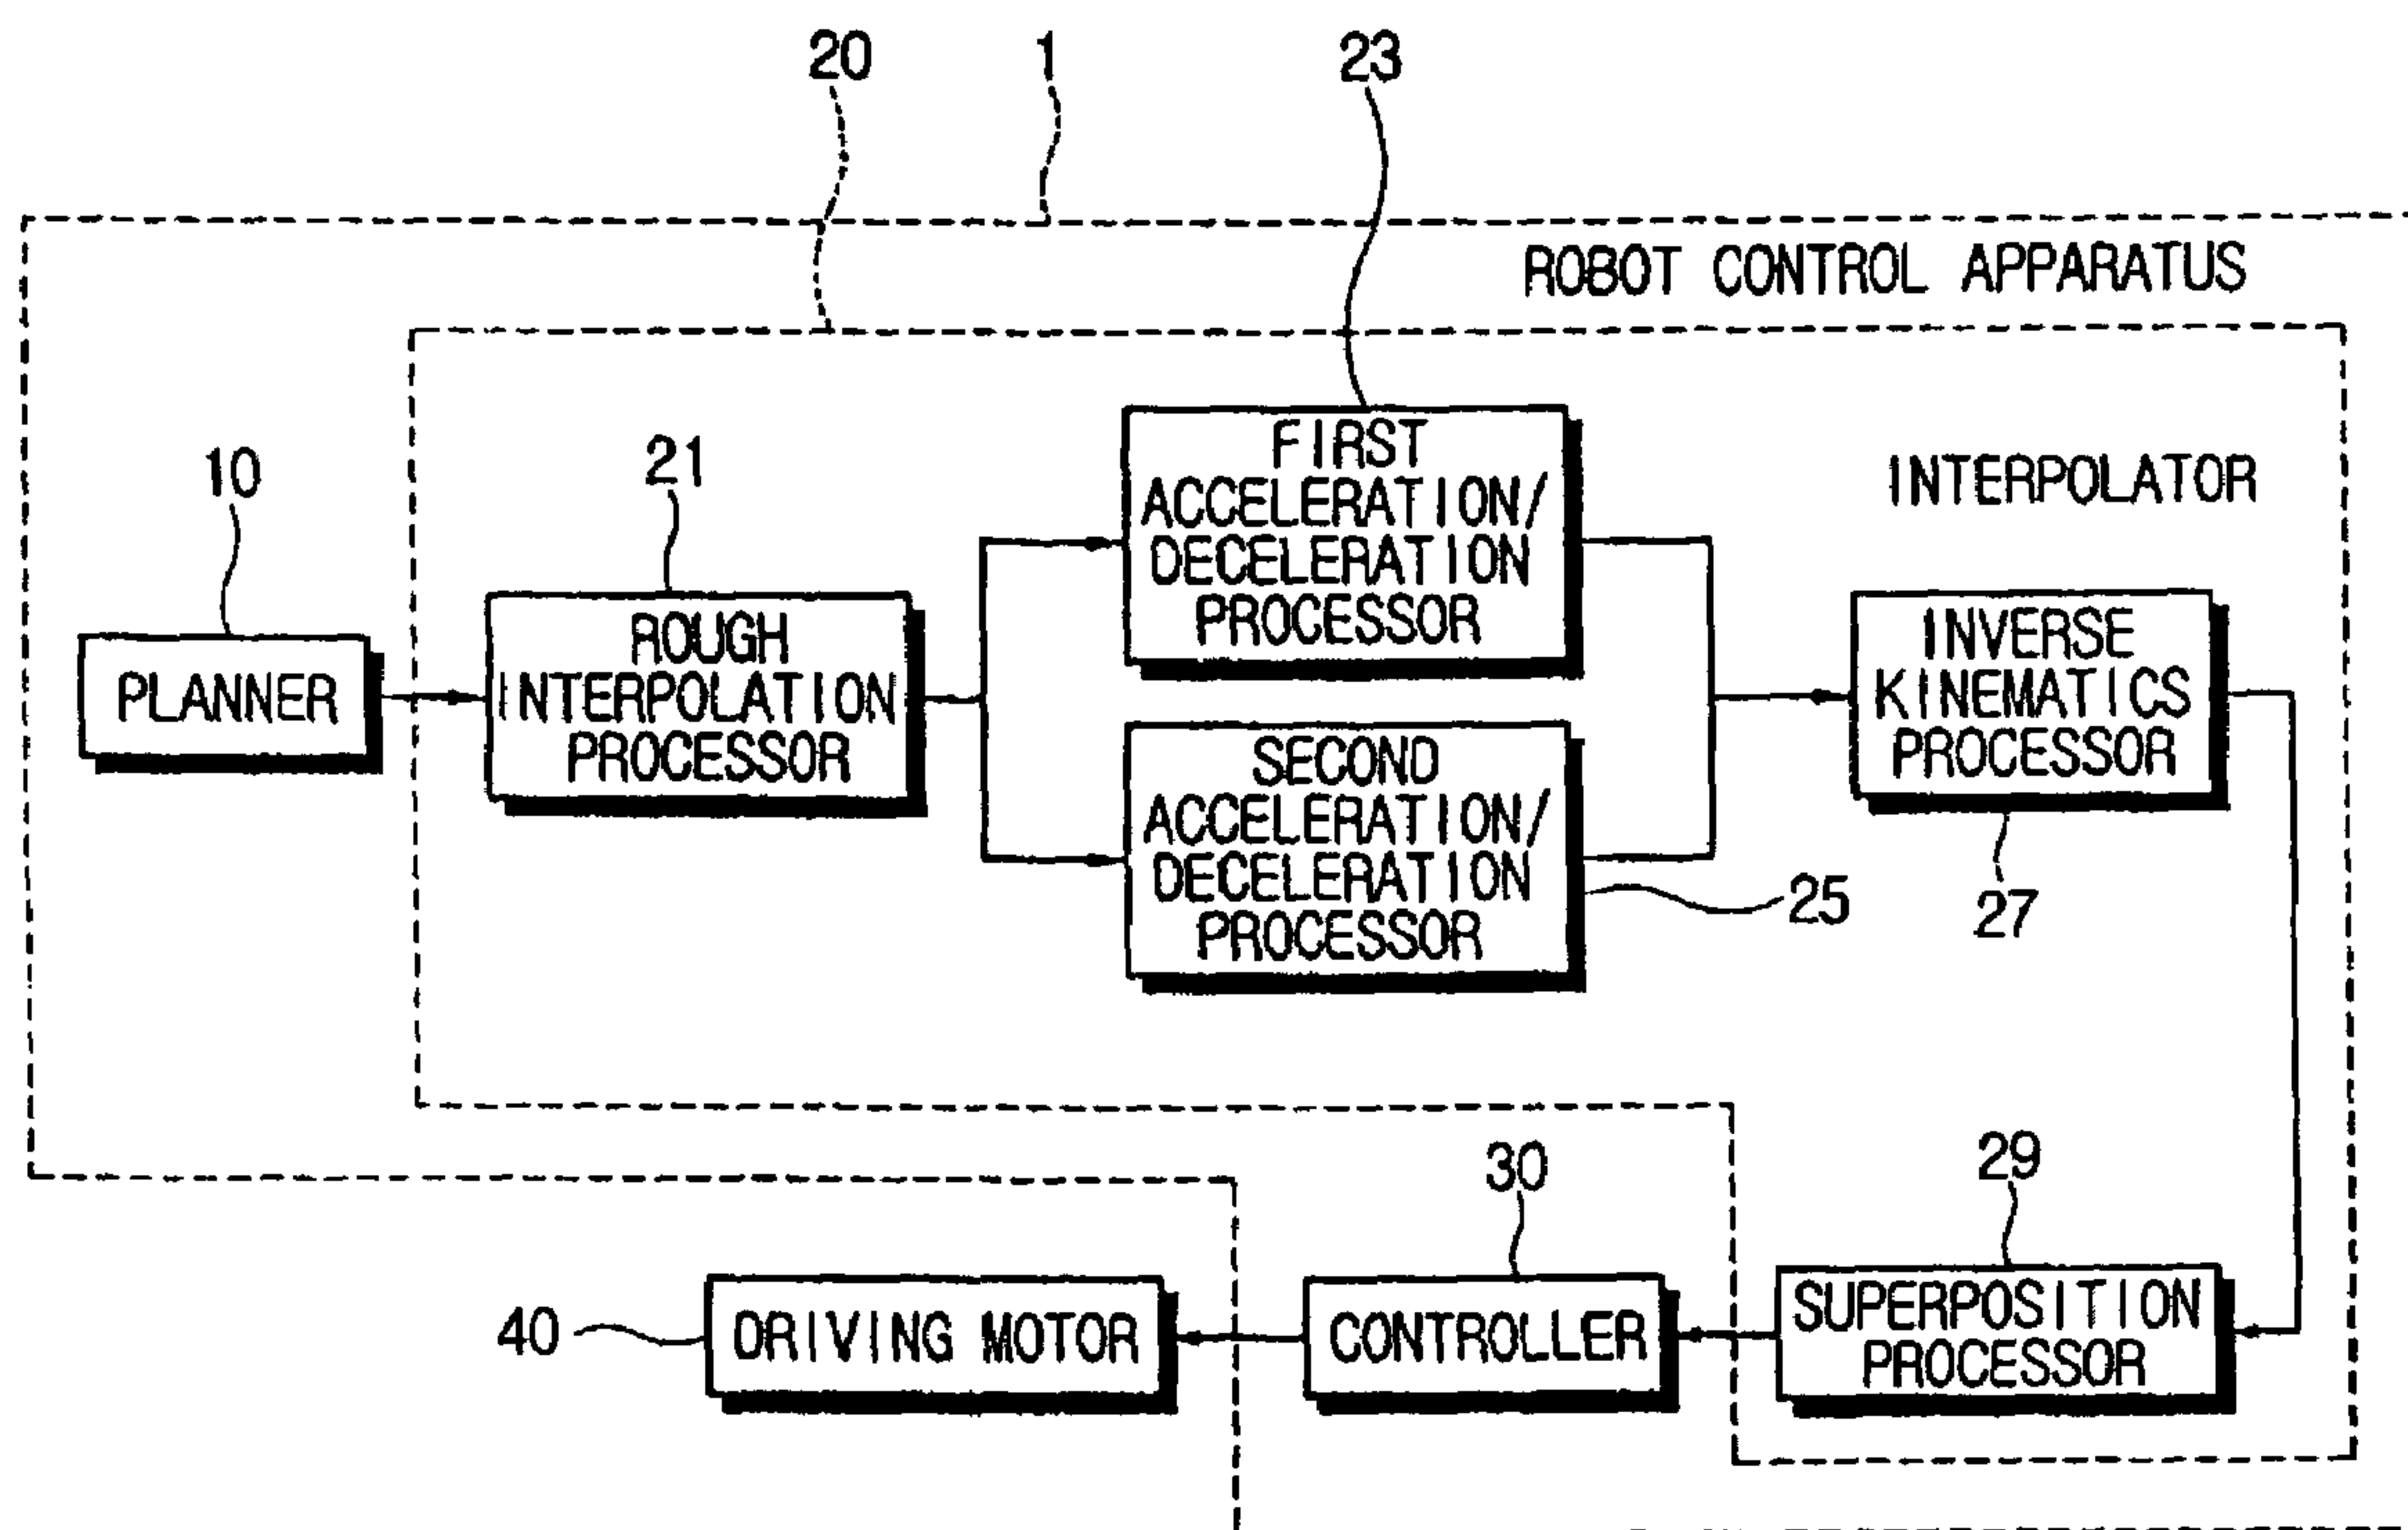 20
1
23
ROBOT CONTROL APPARATUS
10
21
FIRST
ACCELERATION/
DECELERATION
PROCESSOR
INTERPOLATOR
PLANNER
ROUGH
INTERPOLATION
PROCESSOR
SECOND
ACCELERATION/
DECELERATION
PROCESSOR
25
INVERSE
KINEMATICS
PROCESSOR
27
30
29
40
DRIVING MOTOR
CONTROLLER
SUPERPOSITION
PROCESSOR